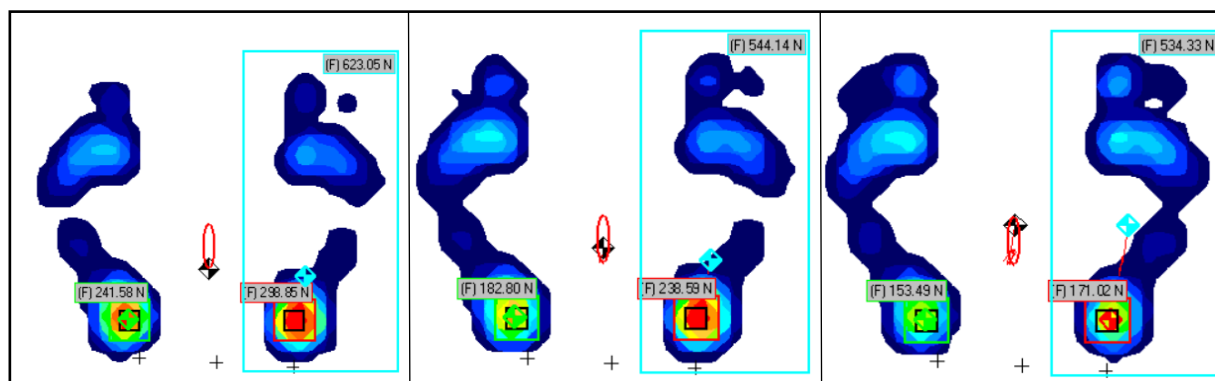 (F) 623.05 N
(F) 241.58 N
(F) 298.85 N
(F) 544.14 N
(F) 182.80 N
(F) 238.59 N
(F) 534.33 N
(F) 153.49 N
(F) 171.02 N